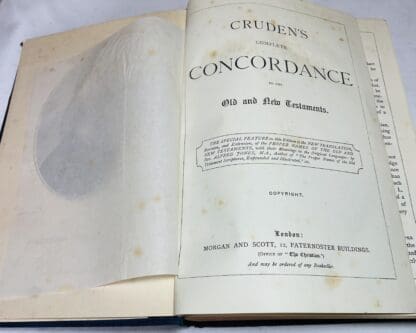 CRUDEN'S
COMPLETE
CONCORDANCE
TO THE
Old and New Testaments.
THE SPECIAL FEATURE in this Edition is the NEW TRANSLATION,
Revision, and Extension, of the PROPER NAMES OF THE OLD AND
NEW TESTAMENTS, with their Meanings in the Original Languages: by
Rev. ALFRED JONES, M.A., Author of "The Proper Names of the Old
Testament Scriptures, Expounded and Illustrated," etc.
COPYRIGHT.
London:
MORGAN AND SCOTT, 12, PATERNOSTER BUILDINGS.
(OFFICE OF "The Christian")
And may be ordered of any Bookseller.